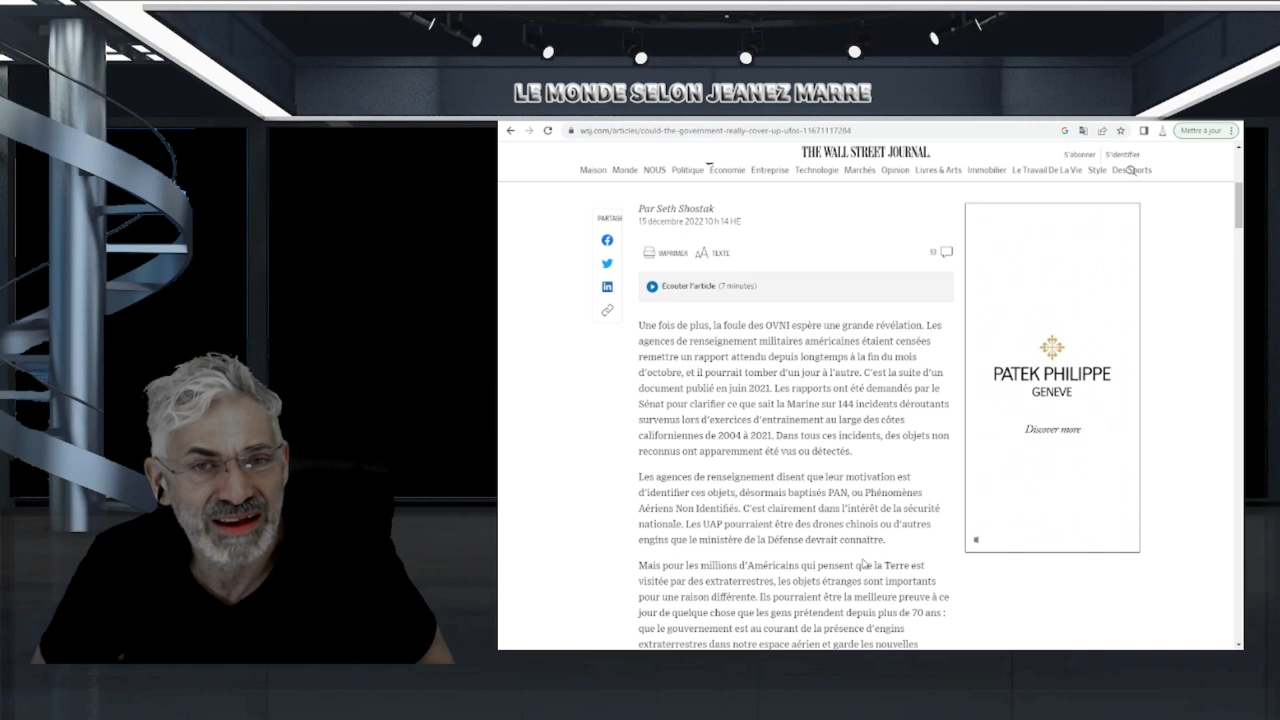 LE MONDE SELON JEANEZ MARRE
wsj.com/articles/could-the-government-really-cover-up-ufos-11671117284
Mettre à jour
THE WALL STREET JOURNAL.
S'abonner
S'identifier
Maison Monde NOUS Politique Économie Entreprise Technologie Marchés Opinion Livres & Arts Immobilier Le Travail De La Vie Style Des Sports
PARTAGE
Par Seth Shostak
15 décembre 2022 10 h 14 HE
IMPRIMER
AA TEXTE
93
Écouter l'article (7 minutes)
Une fois de plus, la foule des OVNI espère une grande révélation. Les
agences de renseignement militaires américaines étaient censées
remettre un rapport attendu depuis longtemps à la fin du mois
d'octobre, et il pourrait tomber d'un jour à l'autre. C'est la suite d'un
document publié en juin 2021. Les rapports ont été demandés par le
Sénat pour clarifier ce que sait la Marine sur 144 incidents déroutants
survenus lors d'exercices d'entraînement au large des côtes
californiennes de 2004 à 2021. Dans tous ces incidents, des objets non
reconnus ont apparemment été vus ou détectés.
Les agences de renseignement disent que leur motivation est
d'identifier ces objets, désormais baptisés PAN, ou Phénomènes
Aériens Non Identifiés. C'est clairement dans l'intérêt de la sécurité
nationale. Les UAP pourraient être des drones chinois ou d'autres
engins que le ministère de la Défense devrait connaître.
Mais pour les millions d'Américains qui pensent que la Terre est
visitée par des extraterrestres, les objets étranges sont importants
pour une raison différente. Ils pourraient être la meilleure preuve à ce
jour de quelque chose que les gens prétendent depuis plus de 70 ans :
que le gouvernement est au courant de la présence d'engins
extraterrestres dans notre espace aérien et garde les nouvelles
PATEK PHILIPPE
GENEVE
Discover more